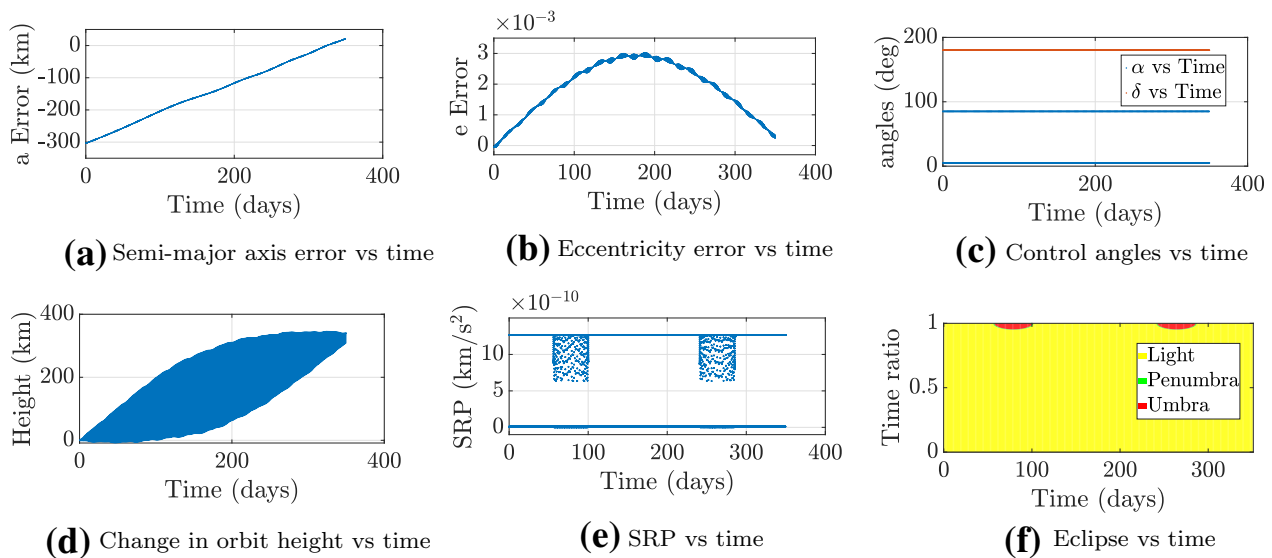 a Error (km)
0
-100
-200
-300
0
200
400
Time (days)
(a) Semi-major axis error vs time
×10⁻³
e Error
3
2
1
0
0
100
200
300
400
Time (days)
(b) Eccentricity error vs time
angles (deg)
200
100
0
α vs Time
δ vs Time
0
200
400
Time (days)
(c) Control angles vs time
Height (km)
400
200
0
0
200
400
Time (days)
(d) Change in orbit height vs time
×10⁻¹⁰
SRP (km/s²)
10
5
0
0
100
200
300
400
Time (days)
(e) SRP vs time
Time ratio
1
0.5
0
Light
Penumbra
Umbra
0
100
200
300
Time (days)
(f) Eclipse vs time